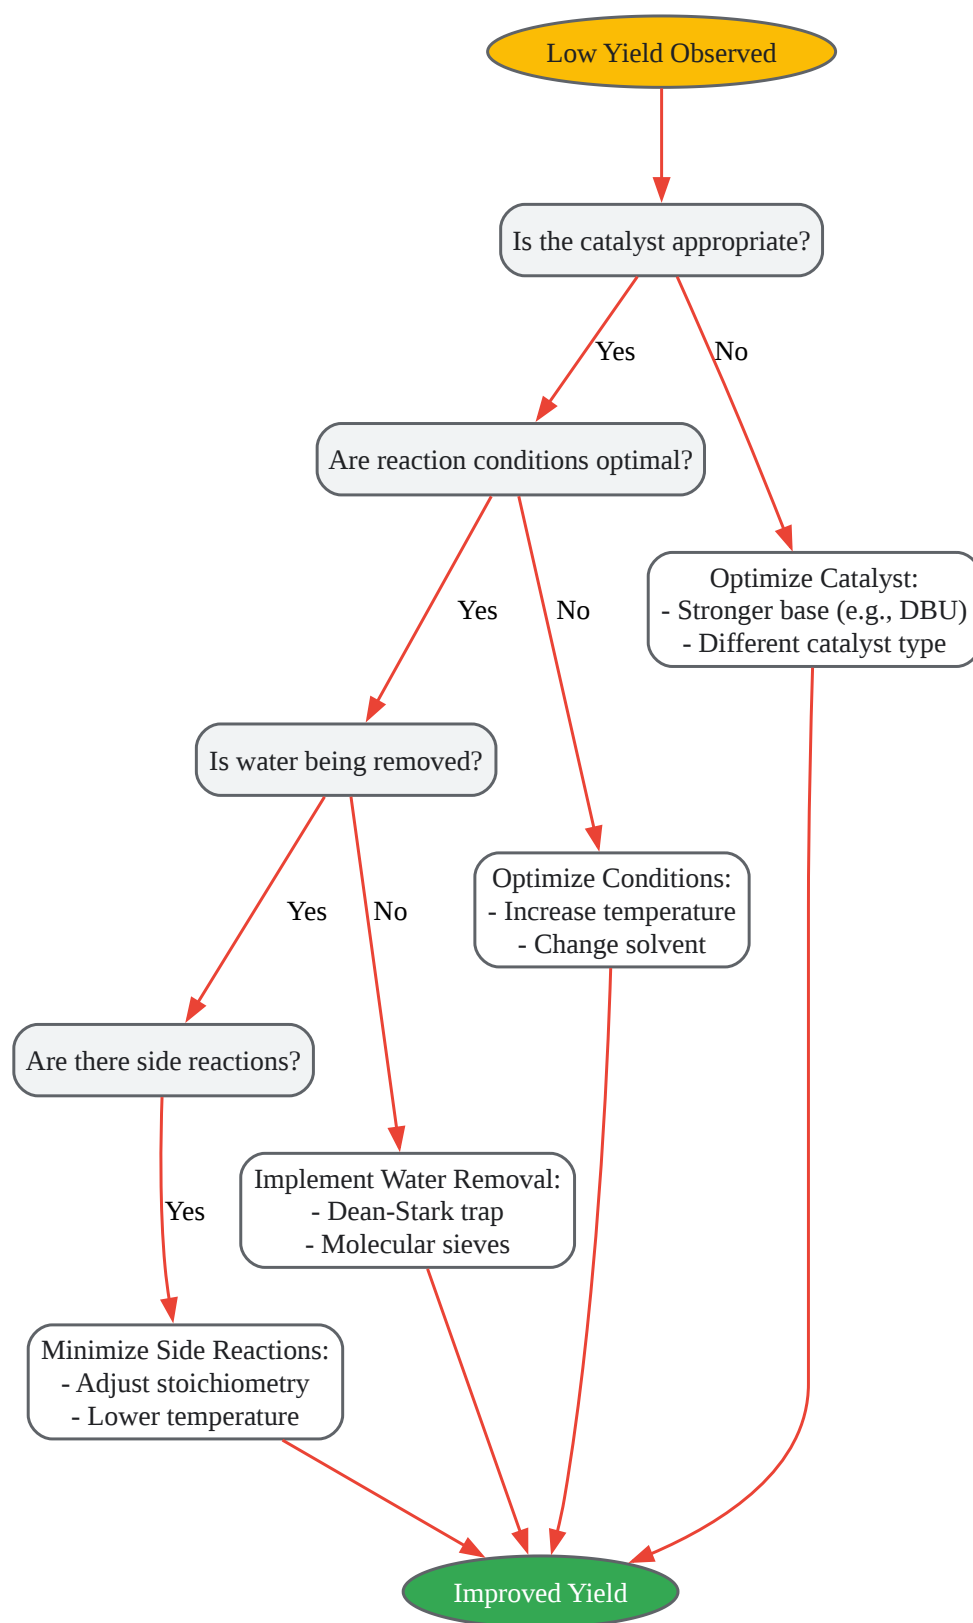 Low Yield Observed
Is the catalyst appropriate?
Yes
No
Are reaction conditions optimal?
Yes
No
Optimize Catalyst:
- Stronger base (e.g., DBU)
- Different catalyst type
Is water being removed?
Yes
No
Optimize Conditions:
- Increase temperature
- Change solvent
Are there side reactions?
Yes
Implement Water Removal:
- Dean-Stark trap
- Molecular sieves
Minimize Side Reactions:
- Adjust stoichiometry
- Lower temperature
Improved Yield